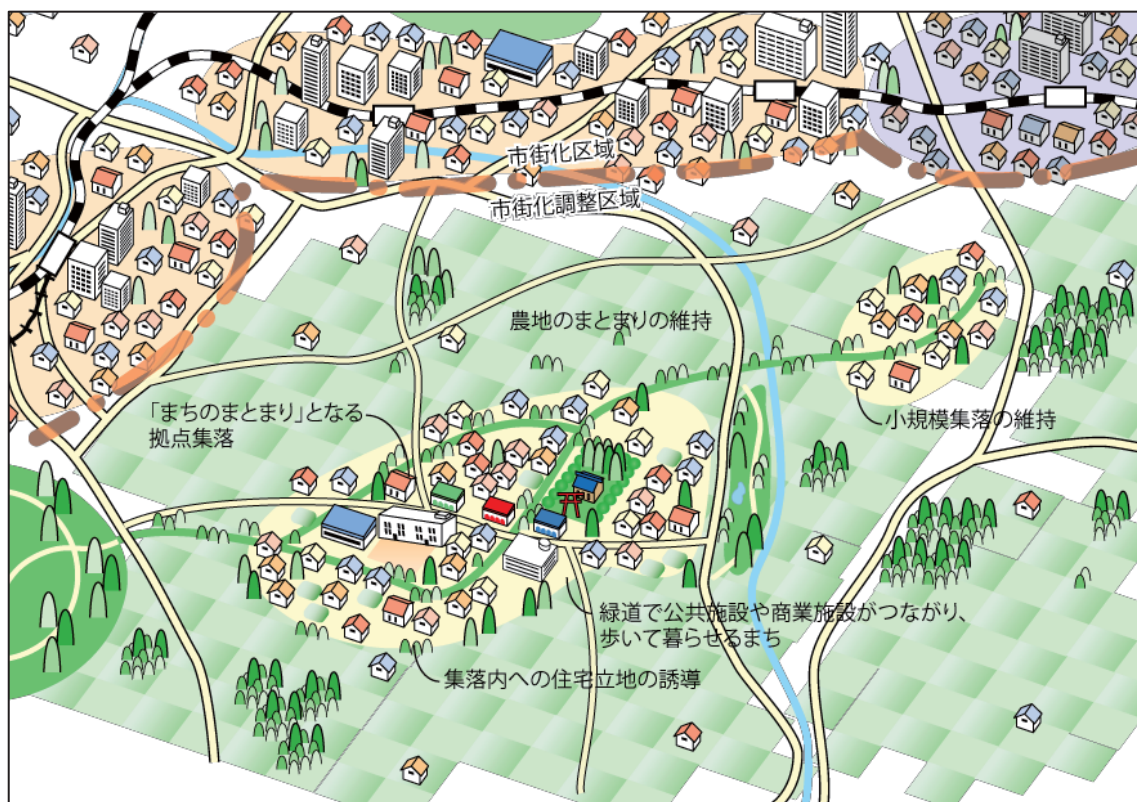 市街化区域
市街化調整区域
農地のまとまりの維持
「まちのまとまり」となる
拠点集落
小規模集落の維持
緑道で公共施設や商業施設がつながり、
歩いて暮らせるまち
集落内への住宅立地の誘導